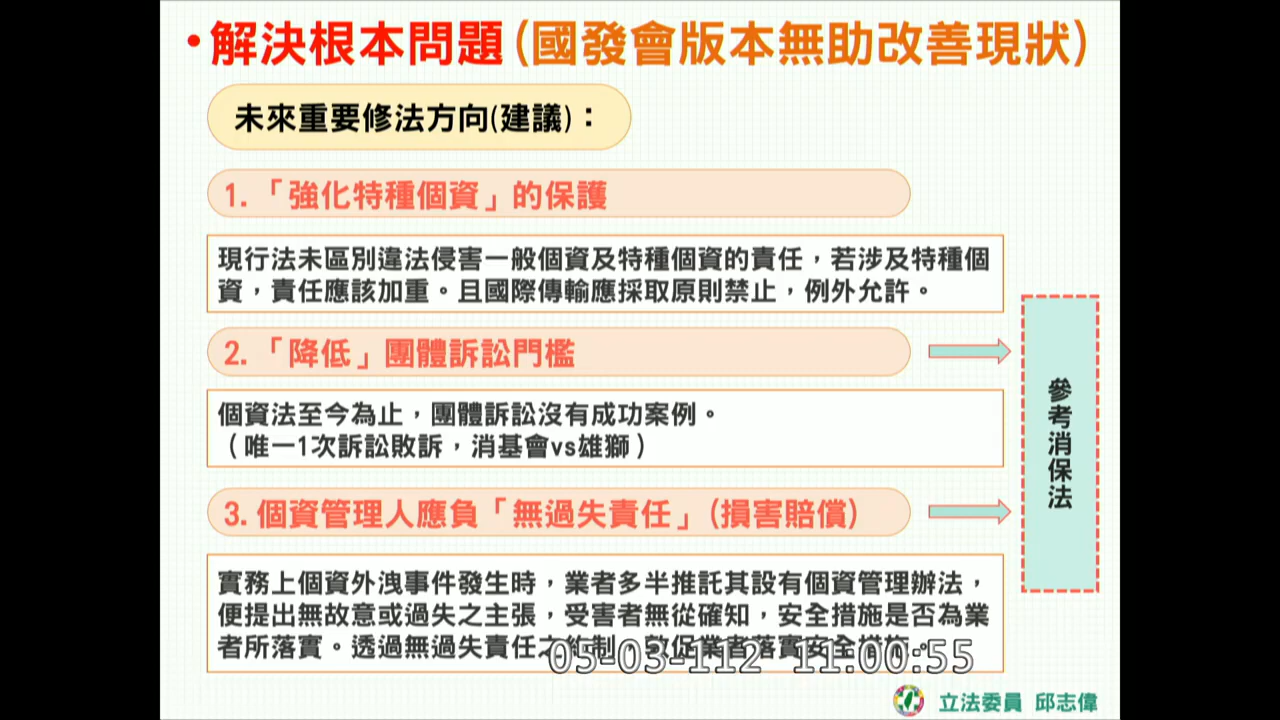 •解決根本問題(國發會版本無助改善現狀)
未來重要修法方向(建議)：
1.「強化特種個資」的保護
現行法未區別違法侵害一般個資及特種個資的責任，若涉及特種個
資，責任應該加重。且國際傳輸應採取原則禁止，例外允許。
2.「降低」團體訴訟門檻
個資法至今為止，團體訴訟沒有成功案例。
（唯一1次訴訟敗訴，消基會vs雄獅）
3. 個資管理人應負「無過失責任」(損害賠償)
實務上個資外洩事件發生時，業者多半推託其設有個資管理辦法，
便提出無故意或過失之主張，受害者無從確知，安全措施是否為業
者所落實。透過無過失責任之 制 促業者落實安全措施。
參考消保法
05-03-112 11:00:55
立法委員 邱志偉